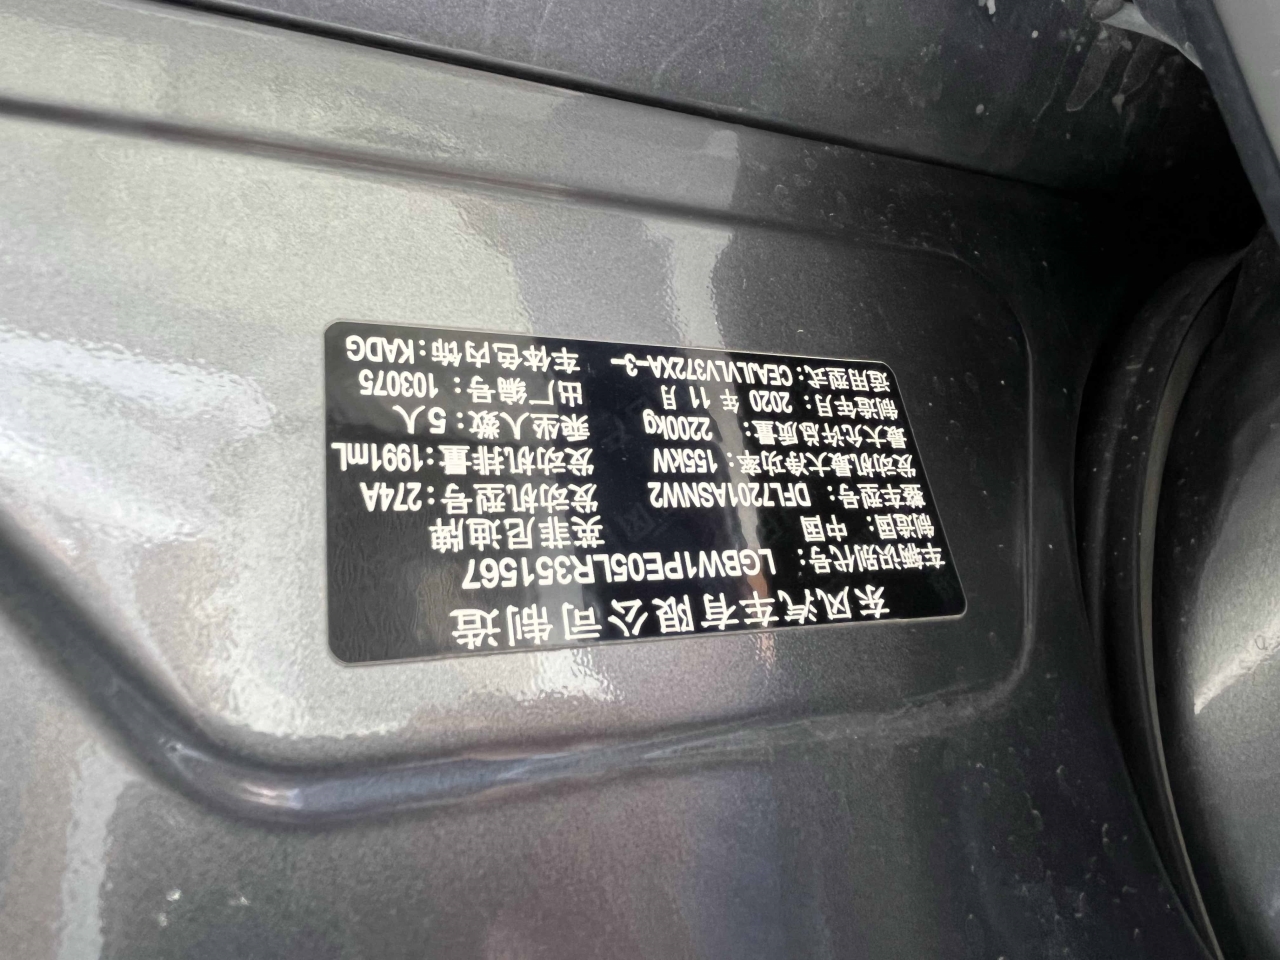 东风汽车有限公司制造
车辆识别代号： LGBW1PE05LR351567
制造国： 中国 英菲尼迪牌
整车型号： DFL7201ASNW2 发动机型号:274A
发动机最大净功率： 155kW 发动机排量:1991mL
最大允许总质量： 2200kg 乘坐人数:5人
制造年月： 2020 年 11 月 出厂编号:103075
适用型式:CEAJLVLV372XA-3- 车体色内饰:KADG